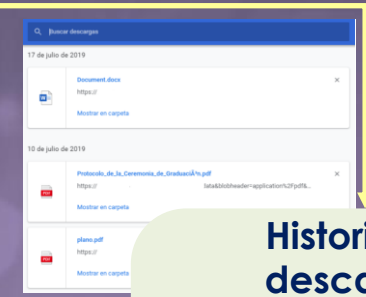 Buscar descargas
17 de julio de 2019
Document.docx
https://
Mostrar en carpeta
10 de julio de 2019
Protocolo_de_la_Ceremonia_de_GraduaciÃ³n.pdf
https:// lata&blobheader=application%2Fpdf&..
Mostrar en carpeta
plano.pdf
https://
Mostrar en carpeta
Histori
desca